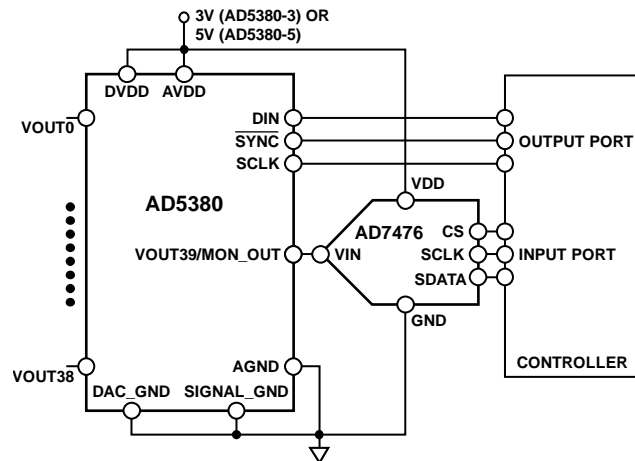 3V (AD5380-3) OR
5V (AD5380-5)
DVDD AVDD
VOUT0
DIN
SYNC
OUTPUT PORT
SCLK
VDD
AD5380
AD7476
CS
VOUT39/MON_OUT
VIN
SCLK
INPUT PORT
SDATA
GND
VOUT38
AGND
CONTROLLER
DAC_GND SIGNAL_GND